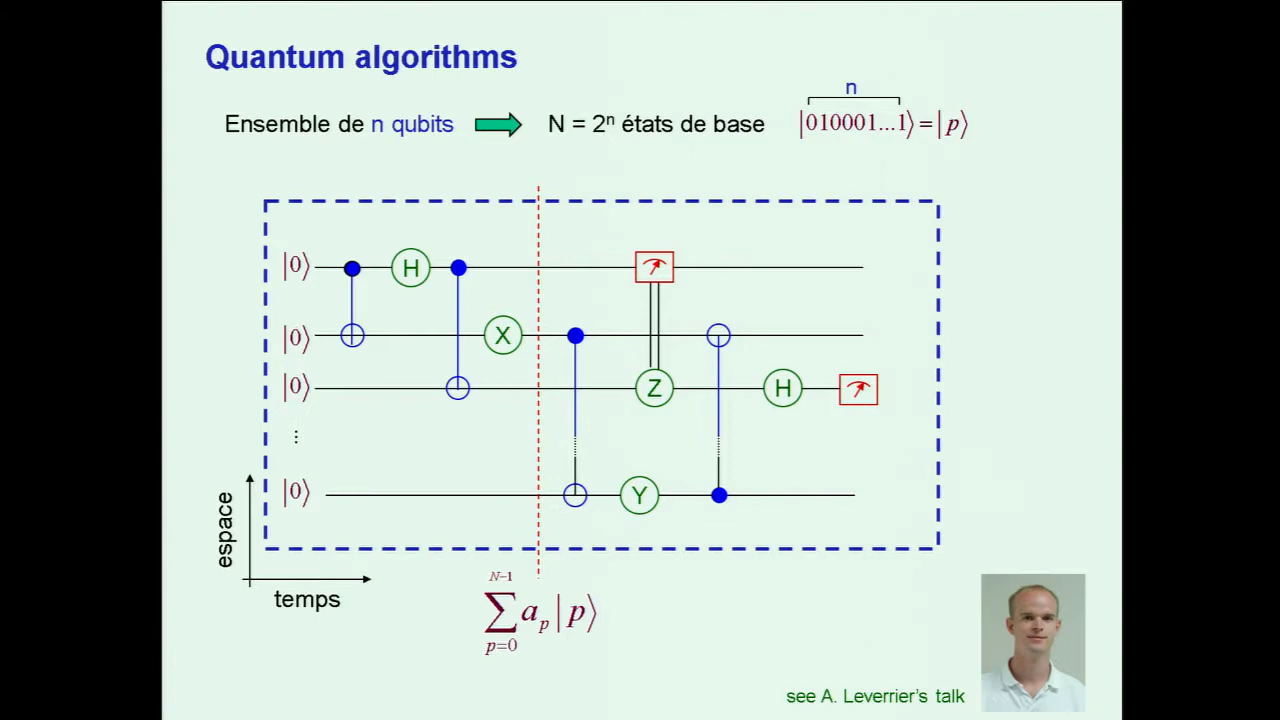 Quantum algorithms
n
Ensemble de n qubits N = 2ⁿ états de base |010001...1⟩ = |p⟩
|0⟩ H
|0⟩ X
|0⟩ Z H
⋮
|0⟩ Y
espace
temps
N−1
∑ aₚ |p⟩
p=0
see A. Leverrier's talk